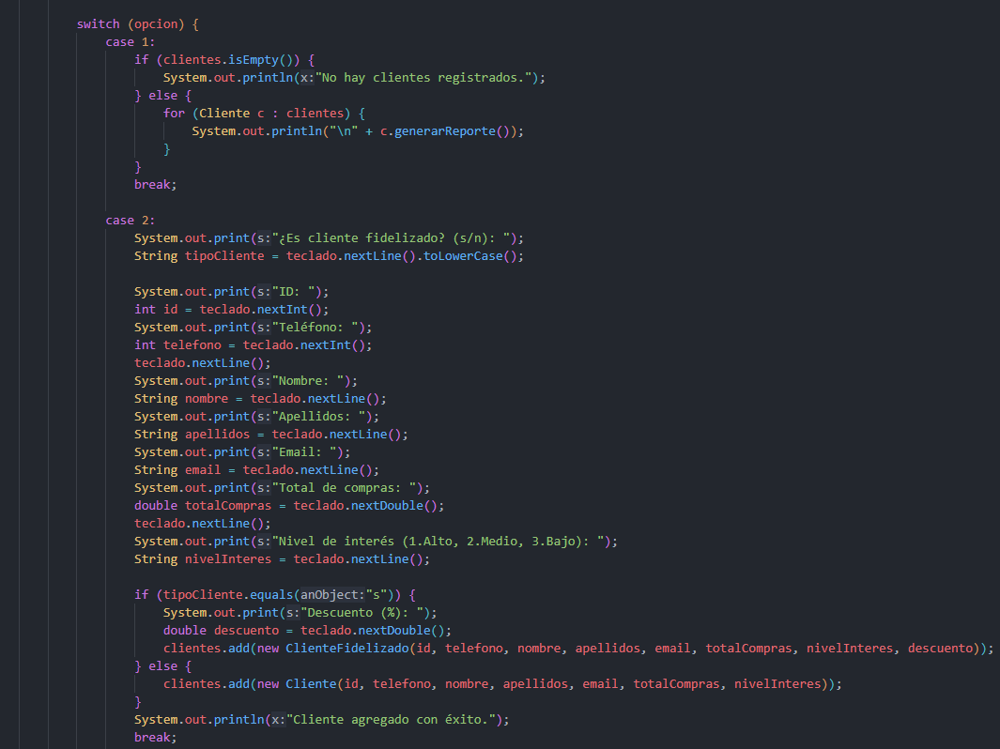 switch (opcion) {
case 1:
if (clientes.isEmpty()) {
System.out.println(x:"No hay clientes registrados.");
} else {
for (Cliente c : clientes) {
System.out.println("\n" + c.generarReporte());
}
}
break;
case 2:
System.out.print(s:"¿Es cliente fidelizado? (s/n): ");
String tipoCliente = teclado.nextLine().toLowerCase();
System.out.print(s:"ID: ");
int id = teclado.nextInt();
System.out.print(s:"Teléfono: ");
int telefono = teclado.nextInt();
teclado.nextLine();
System.out.print(s:"Nombre: ");
String nombre = teclado.nextLine();
System.out.print(s:"Apellidos: ");
String apellidos = teclado.nextLine();
System.out.print(s:"Email: ");
String email = teclado.nextLine();
System.out.print(s:"Total de compras: ");
double totalCompras = teclado.nextDouble();
teclado.nextLine();
System.out.print(s:"Nivel de interés (1.Alto, 2.Medio, 3.Bajo): ");
String nivelInteres = teclado.nextLine();
if (tipoCliente.equals(anObject:"s")) {
System.out.print(s:"Descuento (%): ");
double descuento = teclado.nextDouble();
clientes.add(new ClienteFidelizado(id, telefono, nombre, apellidos, email, totalCompras, nivelInteres, descuento));
} else {
clientes.add(new Cliente(id, telefono, nombre, apellidos, email, totalCompras, nivelInteres));
}
System.out.println(x:"Cliente agregado con éxito.");
break;